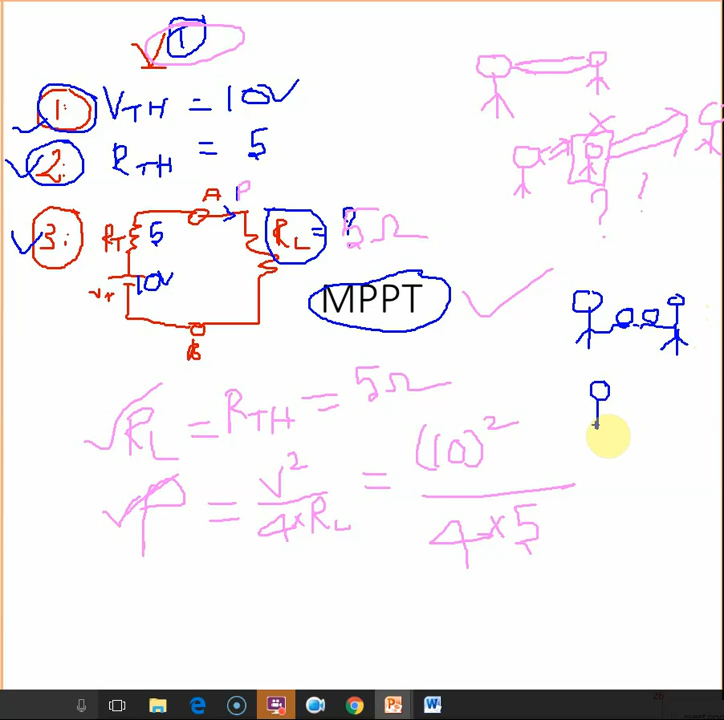 1
1: VTH = 10V
2: RTH = 5
3:
A P
RT 5 RL = ? 5Ω
10V
B
MPPT
? !
RL = RTH = 5Ω
P = V² / 4×RL = (10)² / 4×5